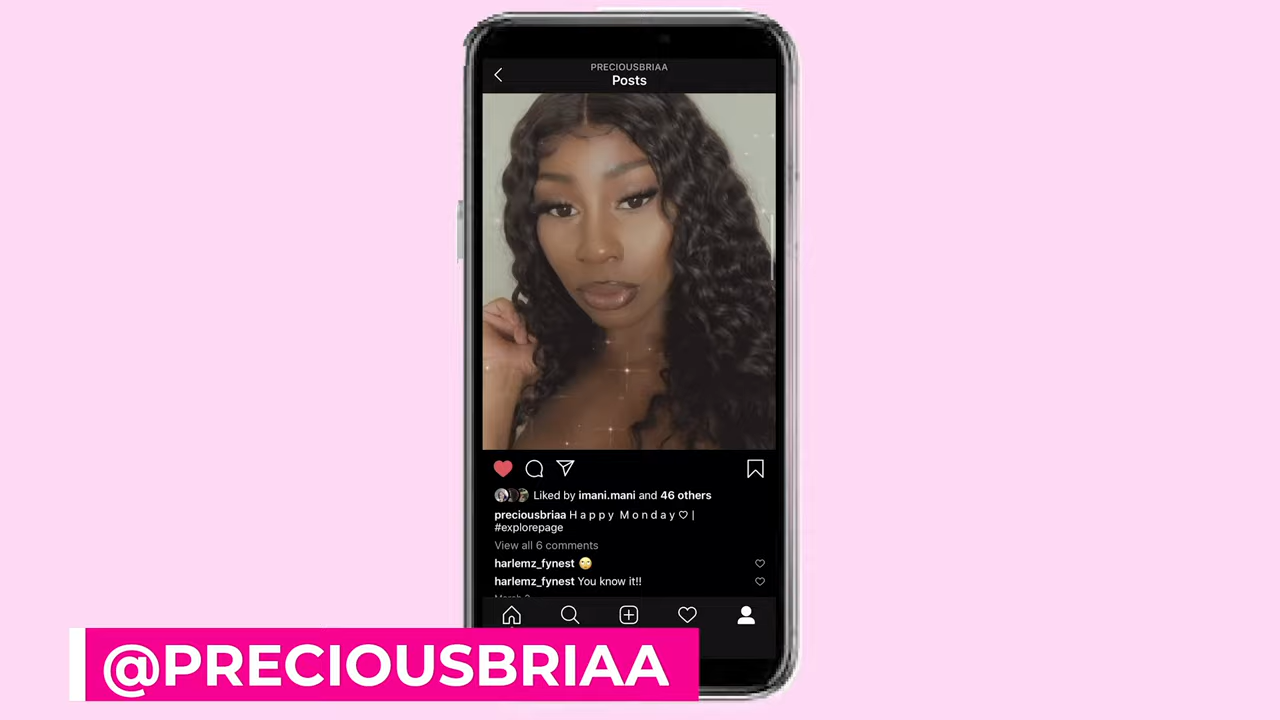 PRECIOUSBRIAA
Posts
Liked by imani.mani and 46 others
preciousbriaa H a p p y M o n d a y ♡ |
#explorepage
View all 6 comments
harlemz_fynest 🙄
harlemz_fynest You know it!!
@PRECIOUSBRIAA